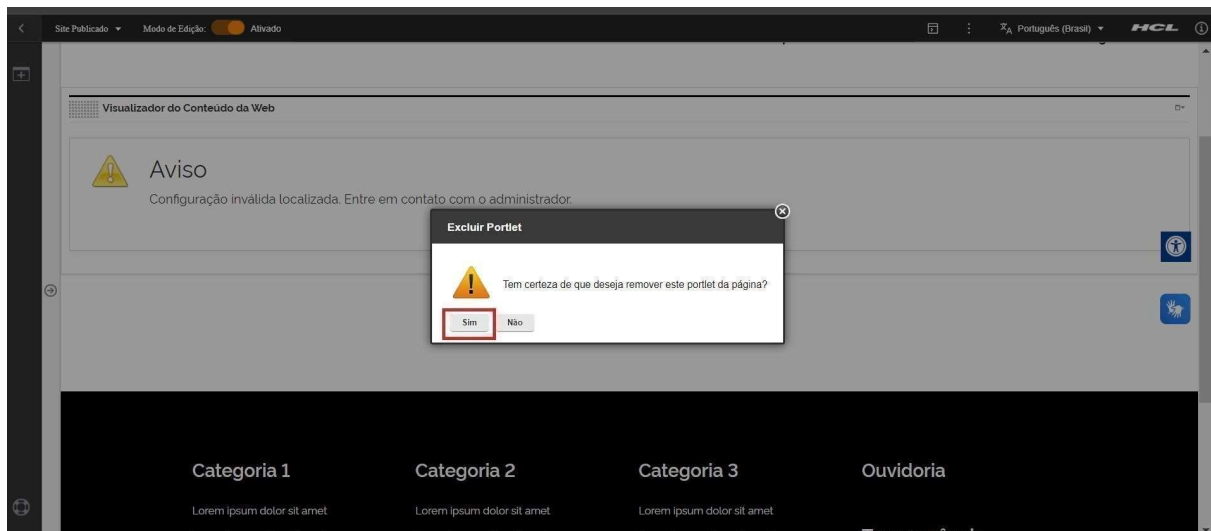 Site Publicado
Modo de Edição:
Ativado
Português (Brasil)
HCL
Visualizador do Conteúdo da Web
Aviso
Configuração inválida localizada. Entre em contato com o administrador.
Excluir Portlet
Tem certeza de que deseja remover este portlet da página?
Sim
Não
Categoria 1
Categoria 2
Categoria 3
Ouvidoria
Lorem ipsum dolor sit amet
Lorem ipsum dolor sit amet
Lorem ipsum dolor sit amet